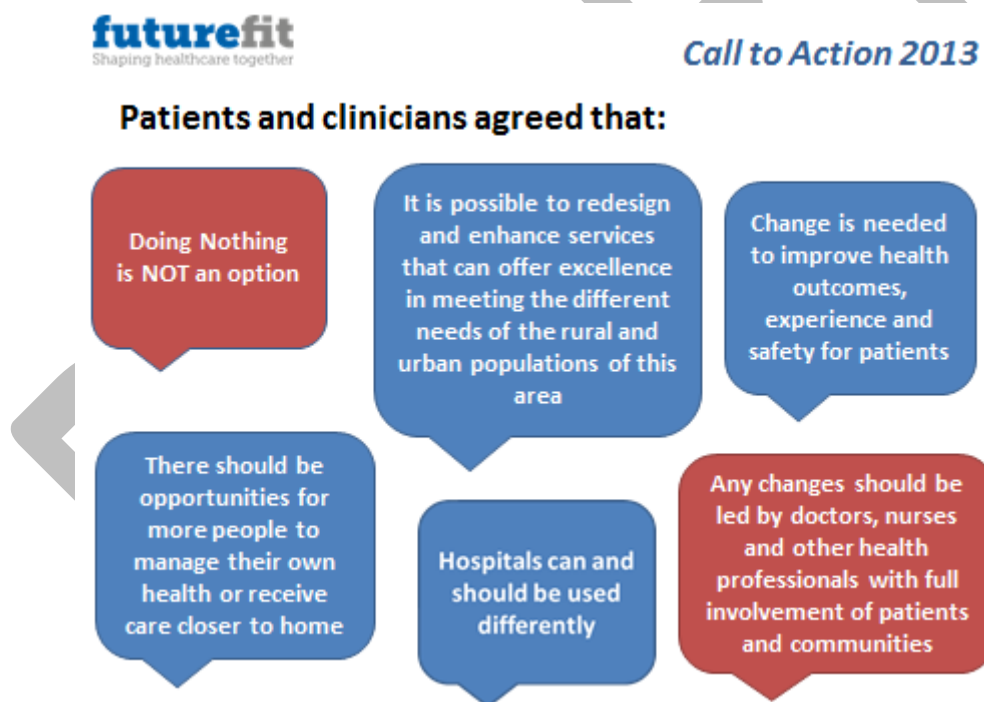 futurefit
Shaping healthcare together
Call to Action 2013
Patients and clinicians agreed that:
Doing Nothing
is NOT an option
It is possible to redesign
and enhance services
that can offer excellence
in meeting the different
needs of the rural and
urban populations of this
area
Change is needed
to improve health
outcomes,
experience and
safety for patients
There should be
opportunities for
more people to
manage their own
health or receive
care closer to home
Hospitals can and
should be used
differently
Any changes should be
led by doctors, nurses
and other health
professionals with full
involvement of patients
and communities